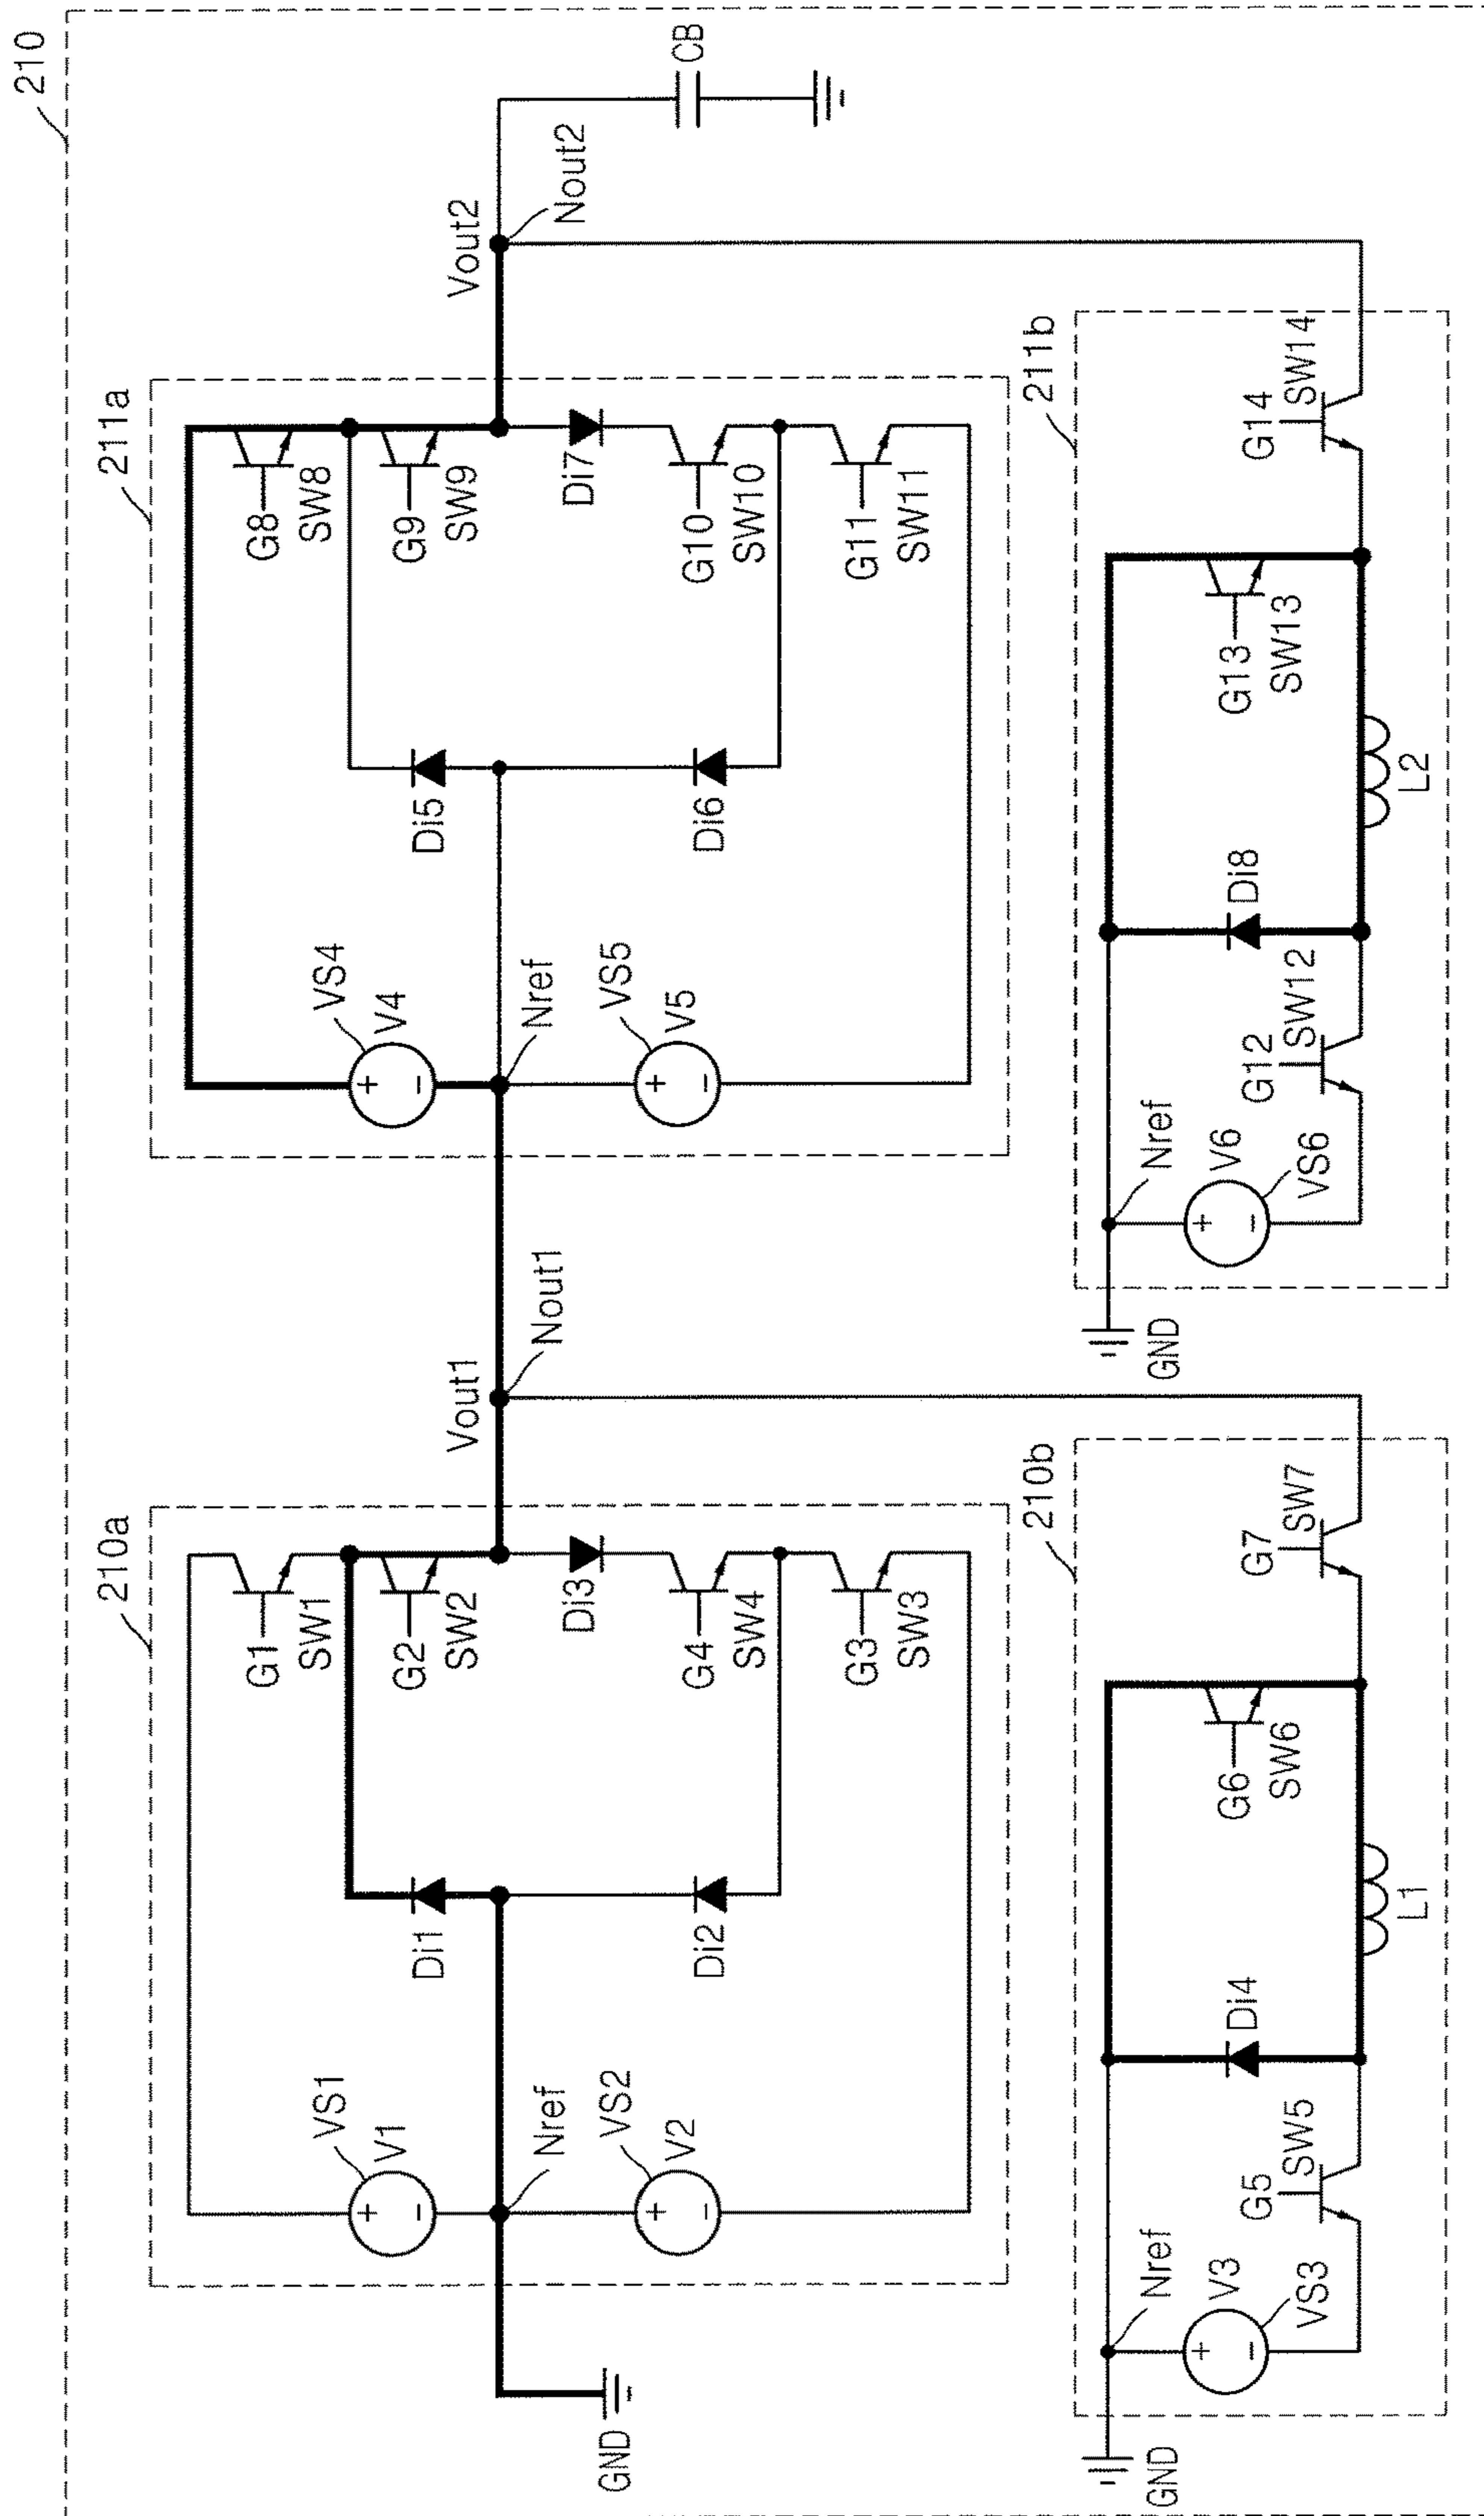 210
210a
G1
SW1
G2
SW2
Di3
G4
SW4
G3
SW3
Di1
Di2
VS1
V1
Nref
VS2
V2
GND
Vout1
Nout1
211a
G8
SW8
G9
SW9
Di7
G10
SW10
G11
SW11
Di5
Di6
VS4
V4
Nref
VS5
V5
Vout2
Nout2
CB
210b
G7
SW7
G6
SW6
L1
Di4
G5
SW5
Nref
V3
VS3
GND
211b
G14
SW14
G13
SW13
L2
Di8
G12
SW12
Nref
V6
VS6
GND
+
−
+
−
+
−
+
−
+
−
+
−